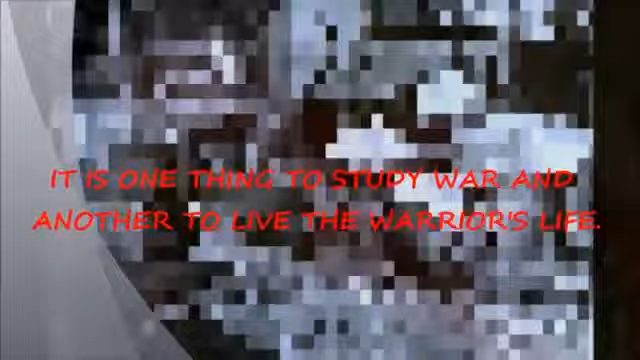 IT IS ONE THING TO STUDY WAR AND
ANOTHER TO LIVE THE WARRIOR'S LIFE.